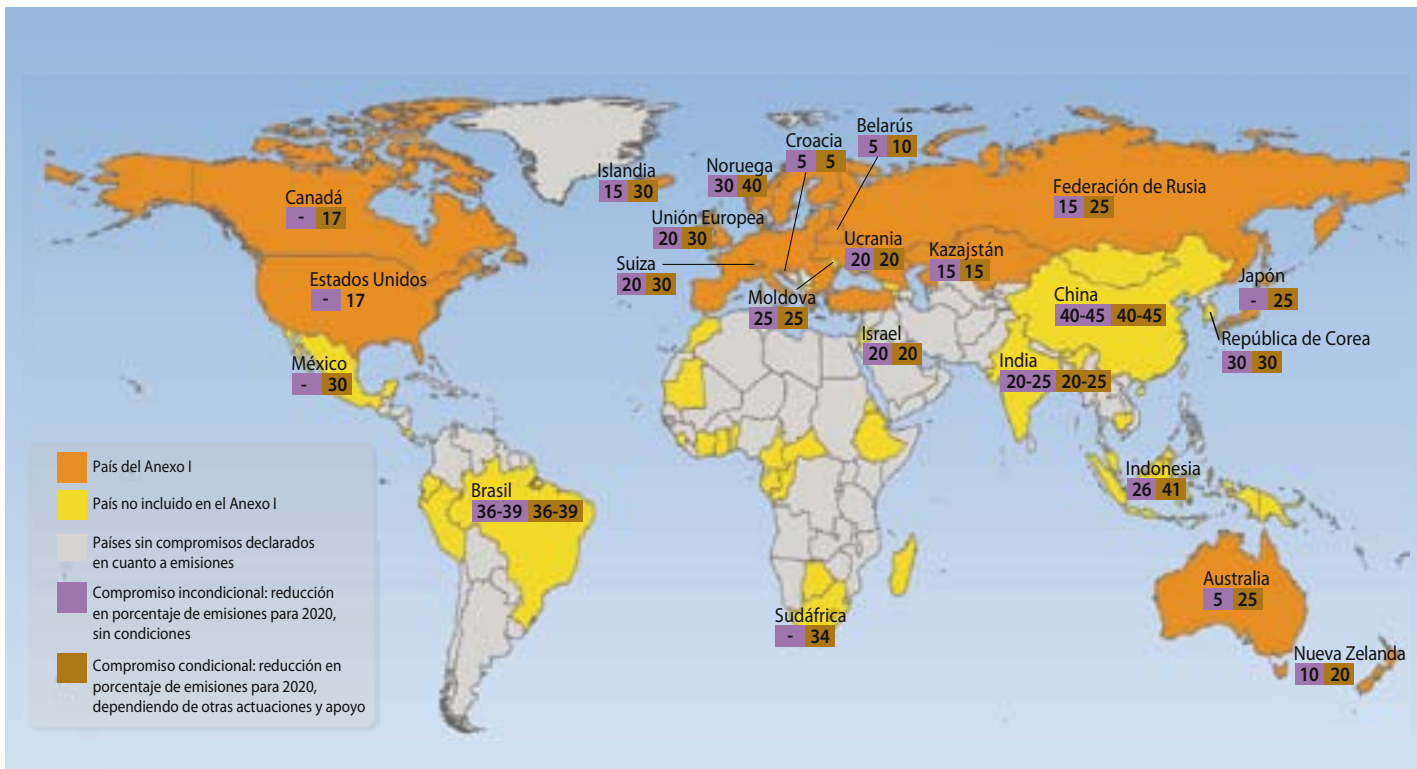 Belarús
5 10
Croacia
5 5
Islandia
15 30
Noruega
30 40
Canadá
- 17
Federación de Rusia
15 25
Unión Europea
20 30
Ucrania
20 20
Kazajstán
15 15
Suiza
20 30
Estados Unidos
- 17
Japón
- 25
Moldova
25 25
China
40-45 40-45
Israel
20 20
República de Corea
30 30
México
- 30
India
20-25 20-25
País del Anexo I
País no incluido en el Anexo I
Países sin compromisos declarados
en cuanto a emisiones
Compromiso incondicional: reducción
en porcentaje de emisiones para 2020,
sin condiciones
Compromiso condicional: reducción en
porcentaje de emisiones para 2020,
dependiendo de otras actuaciones y apoyo
Brasil
36-39 36-39
Indonesia
26 41
Australia
5 25
Sudáfrica
- 34
Nueva Zelanda
10 20